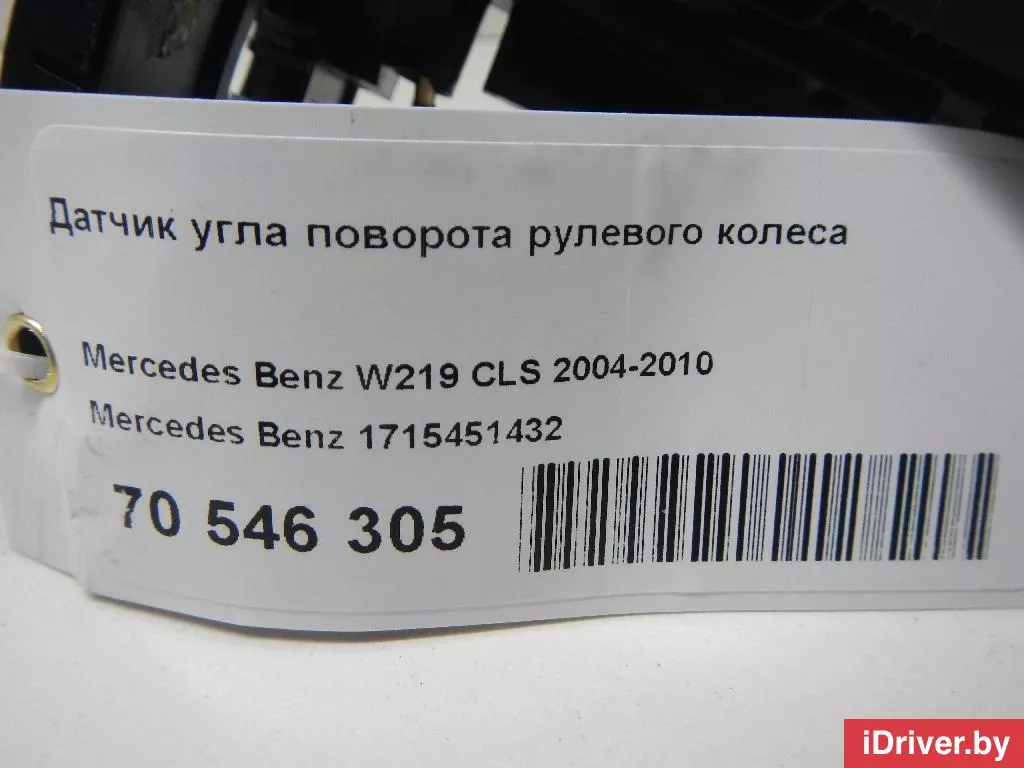 Датчик угла поворота рулевого колеса
Mercedes Benz W219 CLS 2004-2010
Mercedes Benz 1715451432
70 546 305
iDriver.by